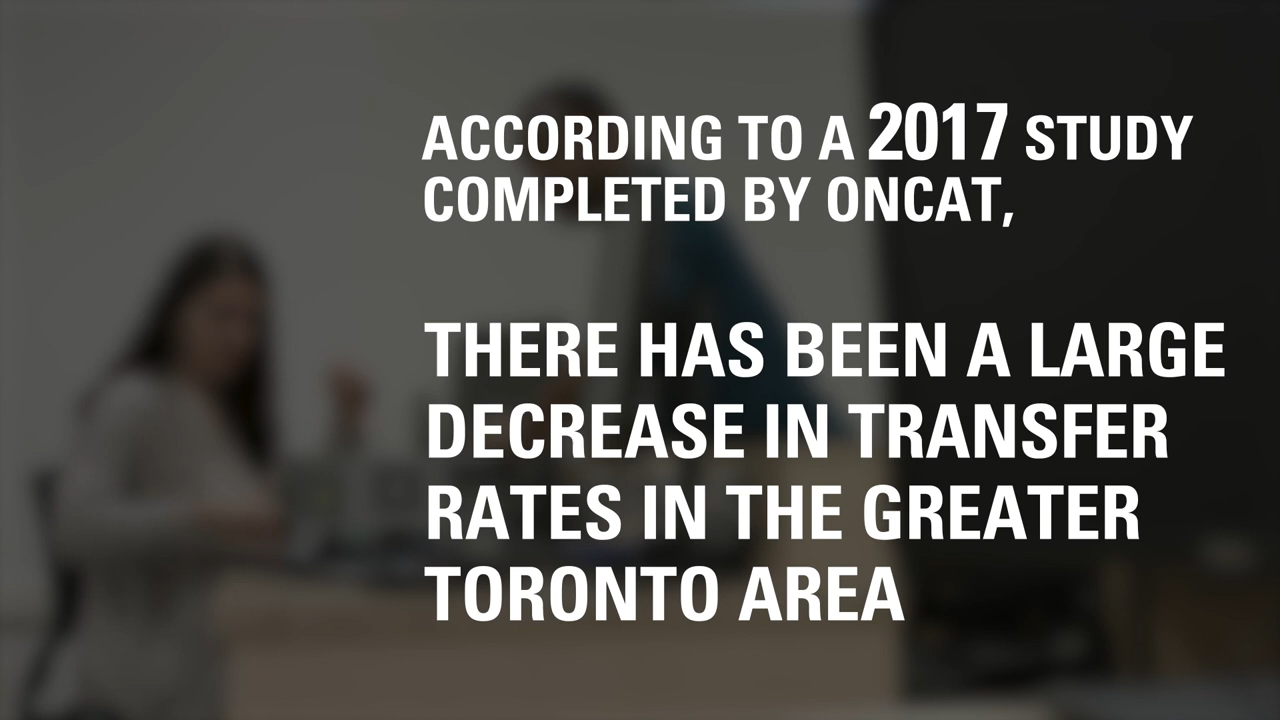 ACCORDING TO A 2017 STUDY
COMPLETED BY ONCAT,
THERE HAS BEEN A LARGE
DECREASE IN TRANSFER
RATES IN THE GREATER
TORONTO AREA